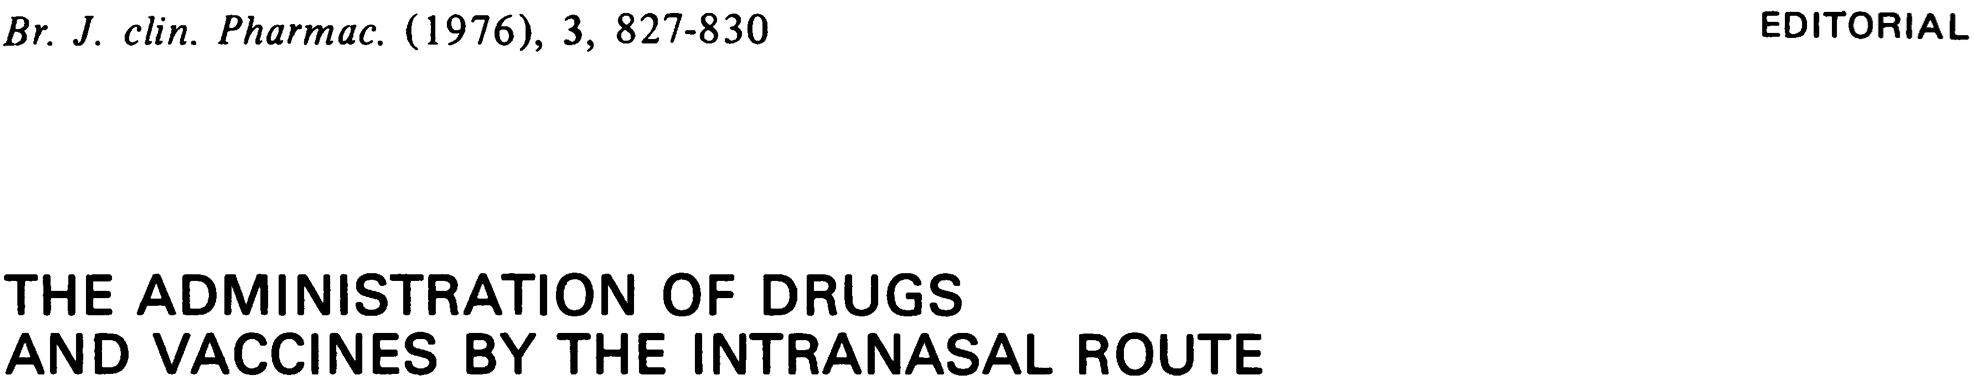 Br. J. clin. Pharmac. (1976), 3, 827-830
EDITORIAL
THE ADMINISTRATION OF DRUGS
AND VACCINES BY THE INTRANASAL ROUTE